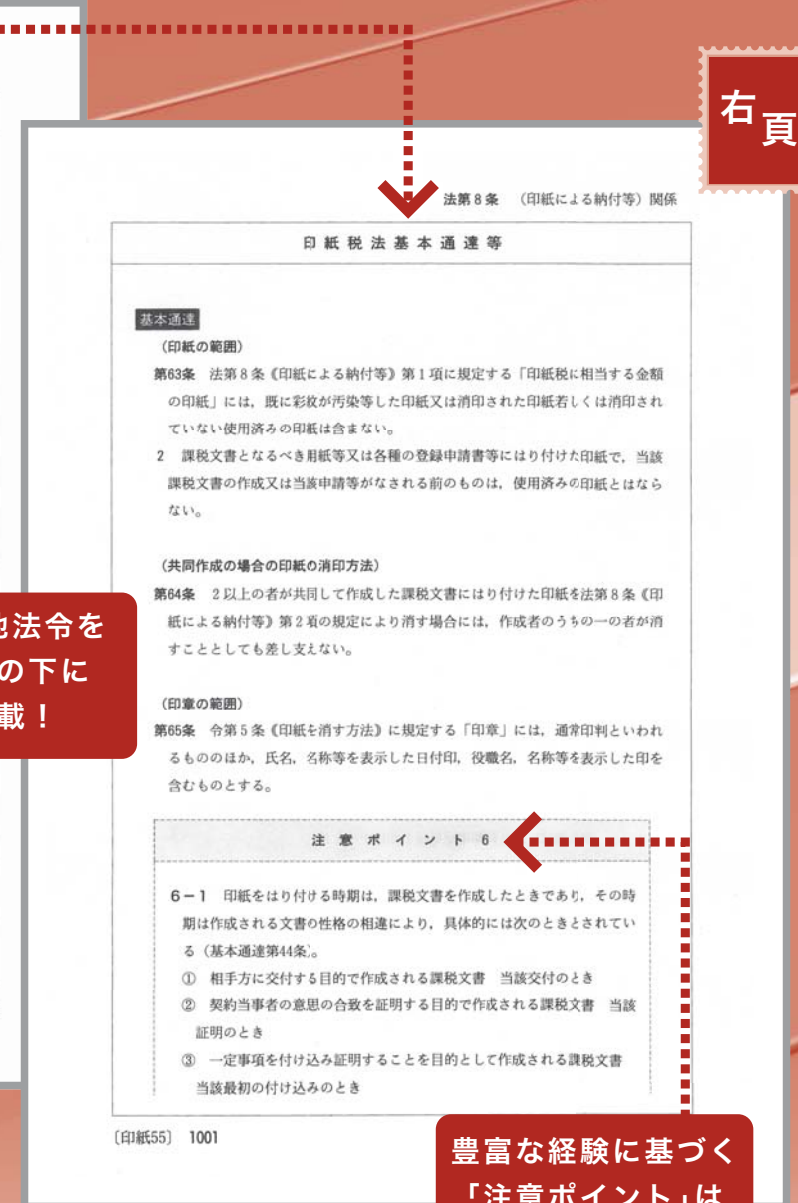 右頁
法第8条 （印紙による納付等）関係
印紙税法基本通達等
基本通達
（印紙の範囲）
第63条 法第8条《印紙による納付等》第1項に規定する「印紙税に相当する金額
の印紙」には，既に彩紋が汚染等した印紙又は消印された印紙若しくは消印され
ていない使用済みの印紙は含まない。
2 課税文書となるべき用紙等又は各種の登録申請書等にはり付けた印紙で，当該
課税文書の作成又は当該申請等がなされる前のものは，使用済みの印紙とはなら
ない。
（共同作成の場合の印紙の消印方法）
第64条 2以上の者が共同して作成した課税文書にはり付けた印紙を法第8条《印
紙による納付等》第2項の規定により消す場合には，作成者のうちの一の者が消
すこととしても差し支えない。
（印章の範囲）
第65条 令第5条《印紙を消す方法》に規定する「印章」には，通常印判といわれ
るもののほか，氏名，名称等を表示した日付印，役職名，名称等を表示した印を
含むものとする。
注意ポイント6
6－1 印紙をはり付ける時期は，課税文書を作成したときであり，その時
期は作成される文書の性格の相違により，具体的には次のときとされてい
る（基本通達第44条）。
① 相手方に交付する目的で作成される課税文書 当該交付のとき
② 契約当事者の意思の合致を証明する目的で作成される課税文書 当該
証明のとき
③ 一定事項を付け込み証明することを目的として作成される課税文書
当該最初の付け込みのとき
〔印紙55〕 1001
法令を
の下に
載！
豊富な経験に基づく
「注意ポイント」は